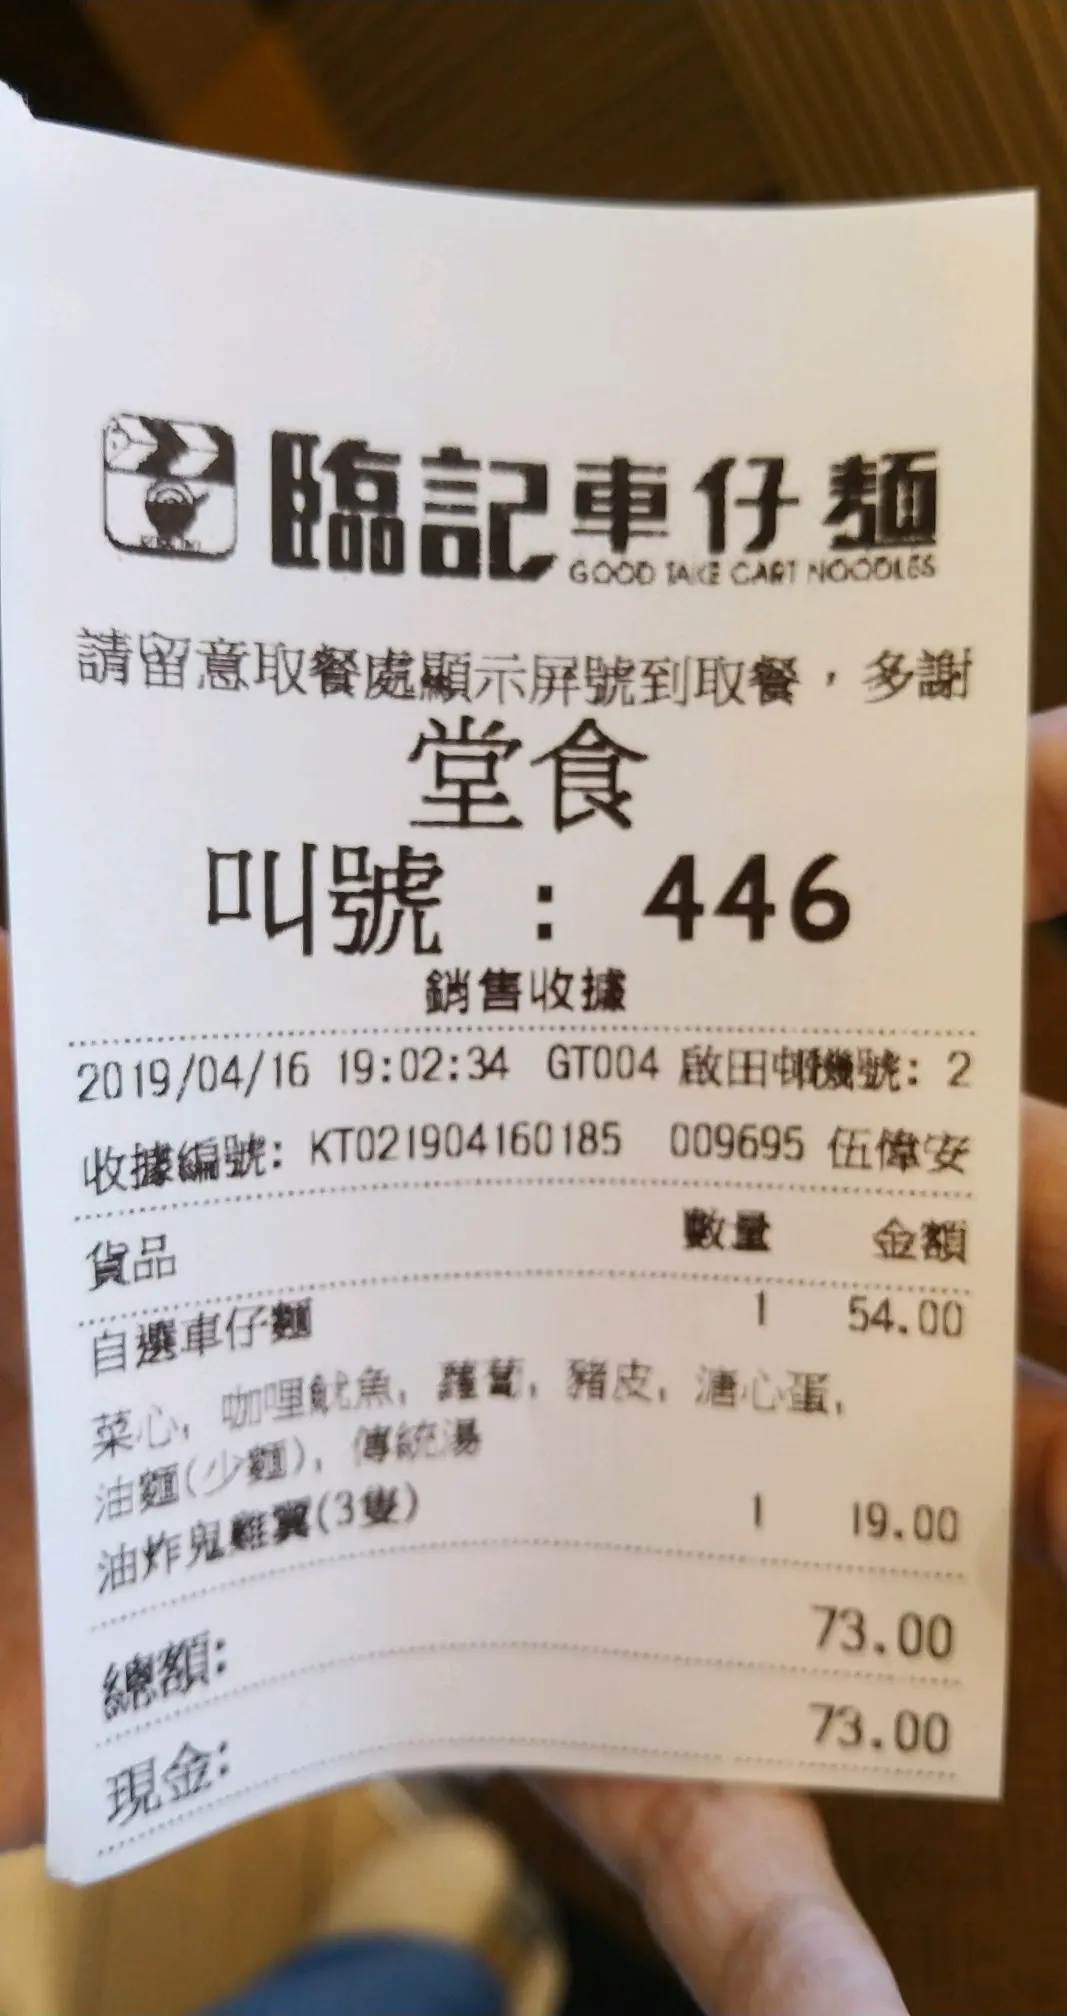 臨記車仔麵
GOOD TAKE CART NOODLES
請留意取餐處顯示屏號到取餐，多謝
堂食
叫號 : 446
銷售收據
2019/04/16 19:02:34 GT004 啟田邨機號: 2
收據編號: KT021904160185 009695 伍偉安
貨品 數量 金額
自選車仔麵 1 54.00
菜心, 咖哩魷魚, 蘿蔔, 豬皮, 溏心蛋,
油麵(少麵), 傳統湯
油炸鬼雞翼(3隻) 1 19.00
總額: 73.00
現金: 73.00